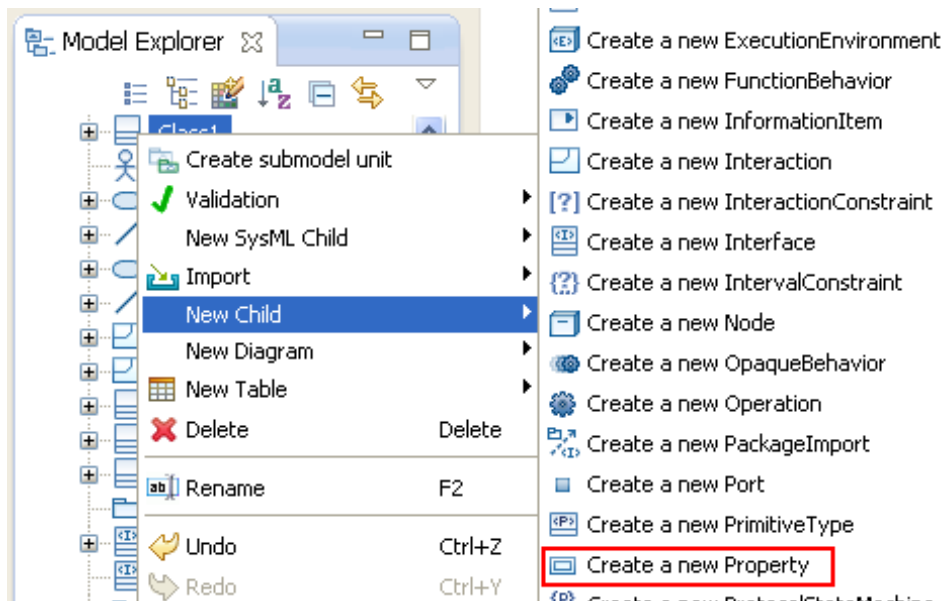 Model Explorer
Class1
Create submodel unit
Validation
New SysML Child
Import
New Child
New Diagram
New Table
Delete Delete
Rename F2
Undo Ctrl+Z
Redo Ctrl+Y
Create a new ExecutionEnvironment
Create a new FunctionBehavior
Create a new InformationItem
Create a new Interaction
Create a new InteractionConstraint
Create a new Interface
Create a new IntervalConstraint
Create a new Node
Create a new OpaqueBehavior
Create a new Operation
Create a new PackageImport
Create a new Port
Create a new PrimitiveType
Create a new Property
Create a new ProtocolStateMachine